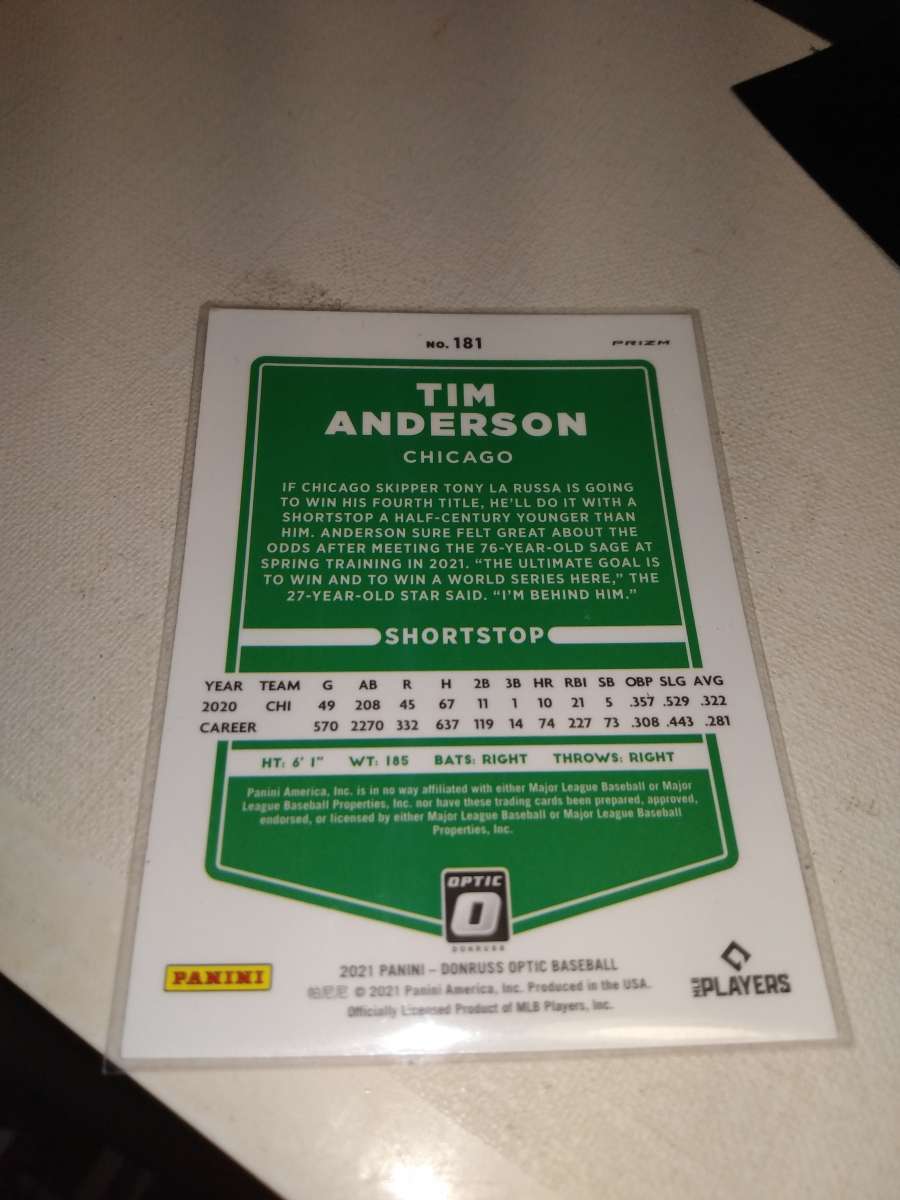 NO. 181
PRIZM
TIM
ANDERSON
CHICAGO
IF CHICAGO SKIPPER TONY LA RUSSA IS GOING
TO WIN HIS FOURTH TITLE, HE'LL DO IT WITH A
SHORTSTOP A HALF-CENTURY YOUNGER THAN
HIM. ANDERSON SURE FELT GREAT ABOUT THE
ODDS AFTER MEETING THE 76-YEAR-OLD SAGE AT
SPRING TRAINING IN 2021. “THE ULTIMATE GOAL IS
TO WIN AND TO WIN A WORLD SERIES HERE,” THE
27-YEAR-OLD STAR SAID. “I'M BEHIND HIM.”
SHORTSTOP
YEAR TEAM G AB R H 2B 3B HR RBI SB OBP SLG AVG
2020 CHI 49 208 45 67 11 1 10 21 5 .357 .529 .322
CAREER 570 2270 332 637 119 14 74 227 73 .308 .443 .281
HT: 6' 1" WT: 185 BATS: RIGHT THROWS: RIGHT
Panini America, Inc. is in no way affiliated with either Major League Baseball or Major
League Baseball Properties, Inc. nor have these trading cards been prepared, approved,
endorsed, or licensed by either Major League Baseball or Major League Baseball
Properties, Inc.
OPTIC
O
DONRUSS
PANINI
2021 PANINI – DONRUSS OPTIC BASEBALL
帕尼尼 © 2021 Panini America, Inc. Produced in the USA.
Officially Licensed Product of MLB Players, Inc.
MLB PLAYERS